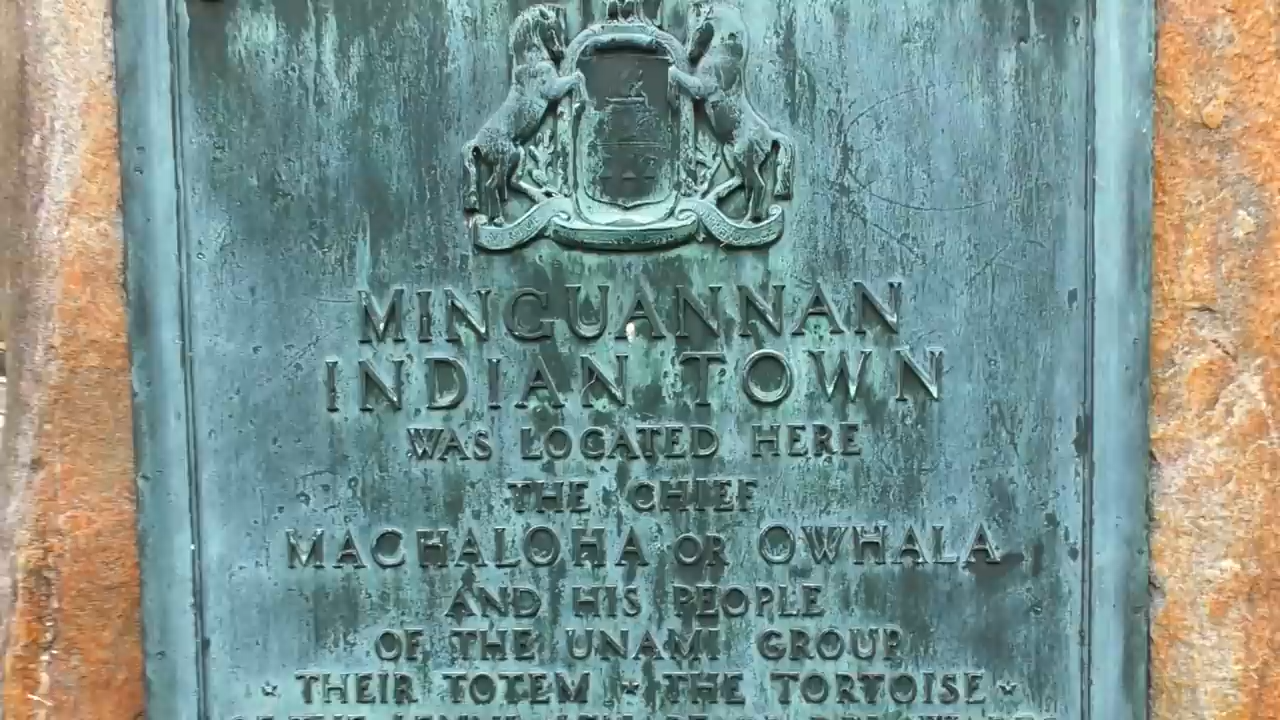 MINGUANNAN
INDIAN TOWN
WAS LOCATED HERE
THE CHIEF
MACHALOHA OR OWHALA
AND HIS PEOPLE
OF THE UNAMI GROUP
THEIR TOTEM - THE TORTOISE